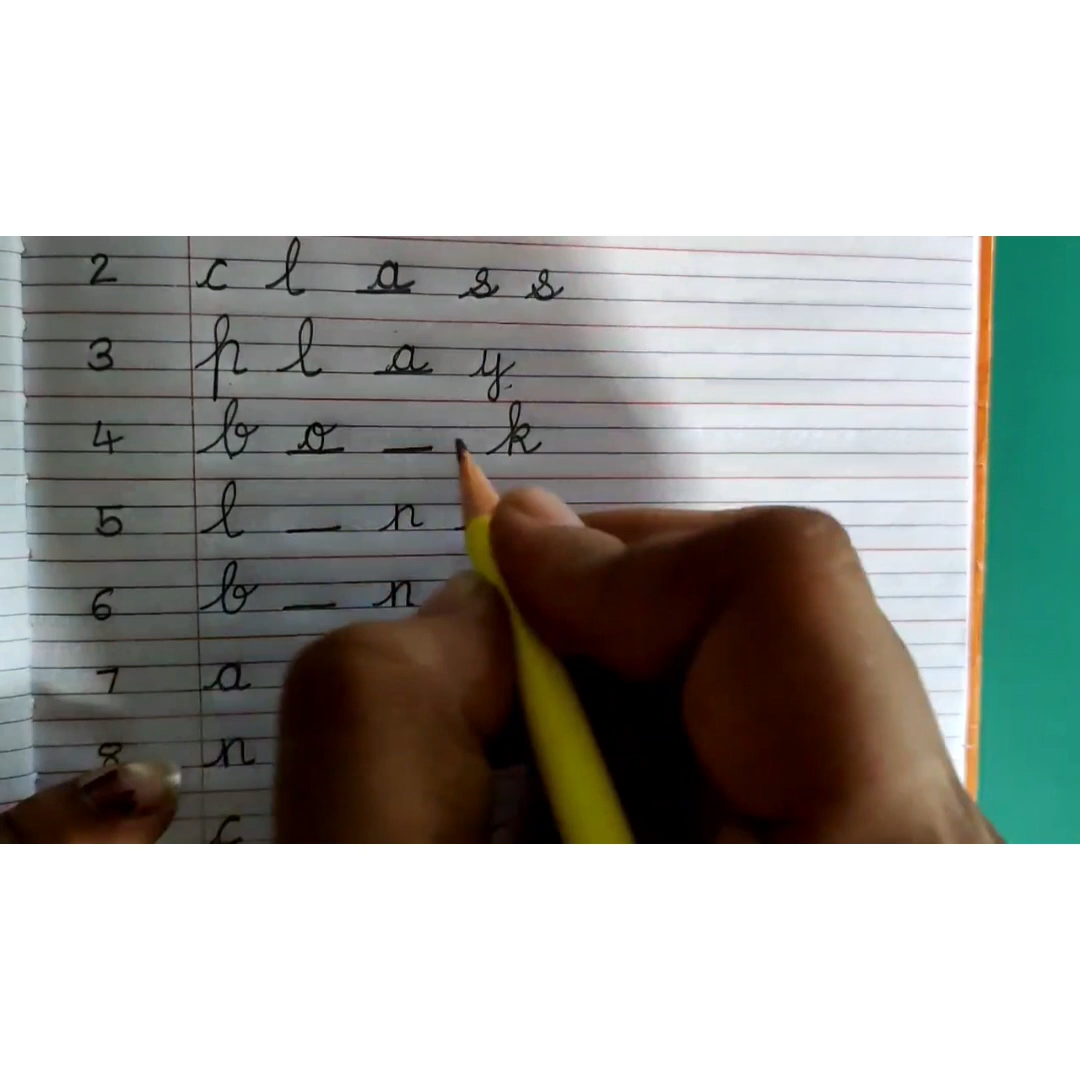 2 c l a s s
3 p l a y
4 b o _ k
5 l _ n
6 b _ n
7 a
8 n
c